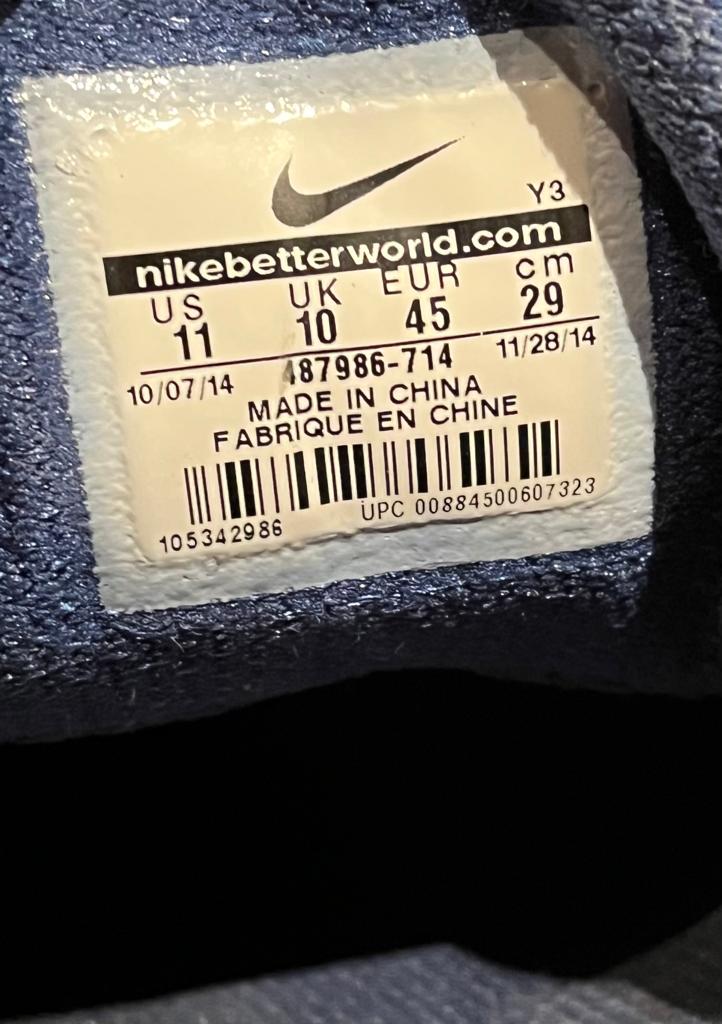 Y3
nikebetterworld.com
US UK EUR cm
11 10 45 29
10/07/14 487986-714 11/28/14
MADE IN CHINA
FABRIQUE EN CHINE
105342986 UPC 00884500607323